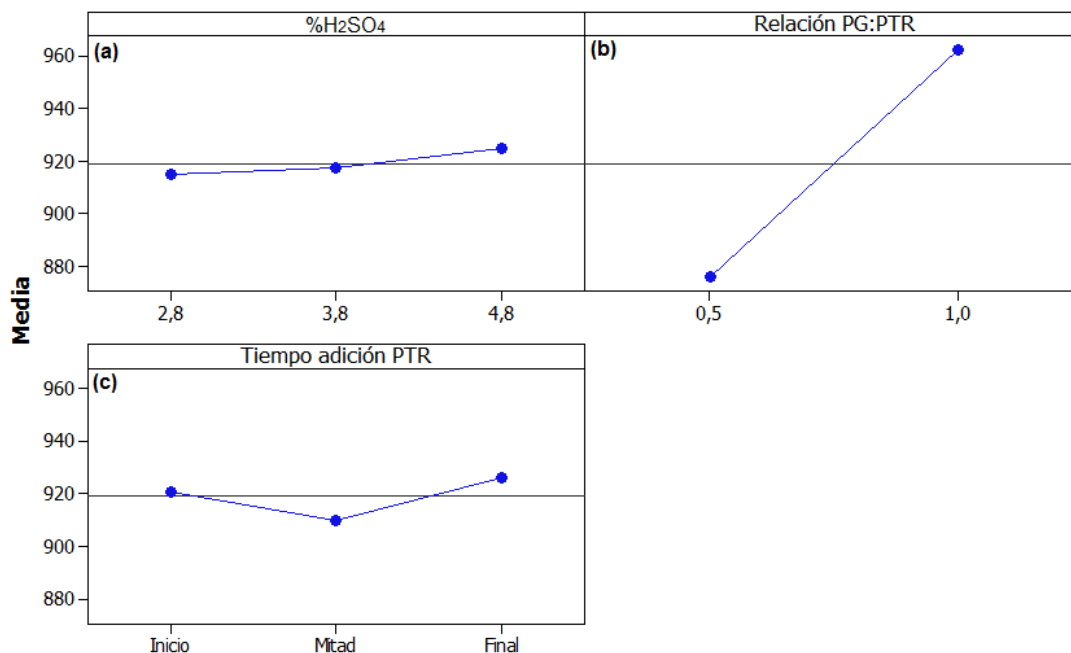 %H₂SO₄
Relación PG:PTR
(a)
(b)
960
940
920
900
880
2,8
3,8
4,8
0,5
1,0
Media
Tiempo adición PTR
(c)
960
940
920
900
880
Inicio
Mitad
Final